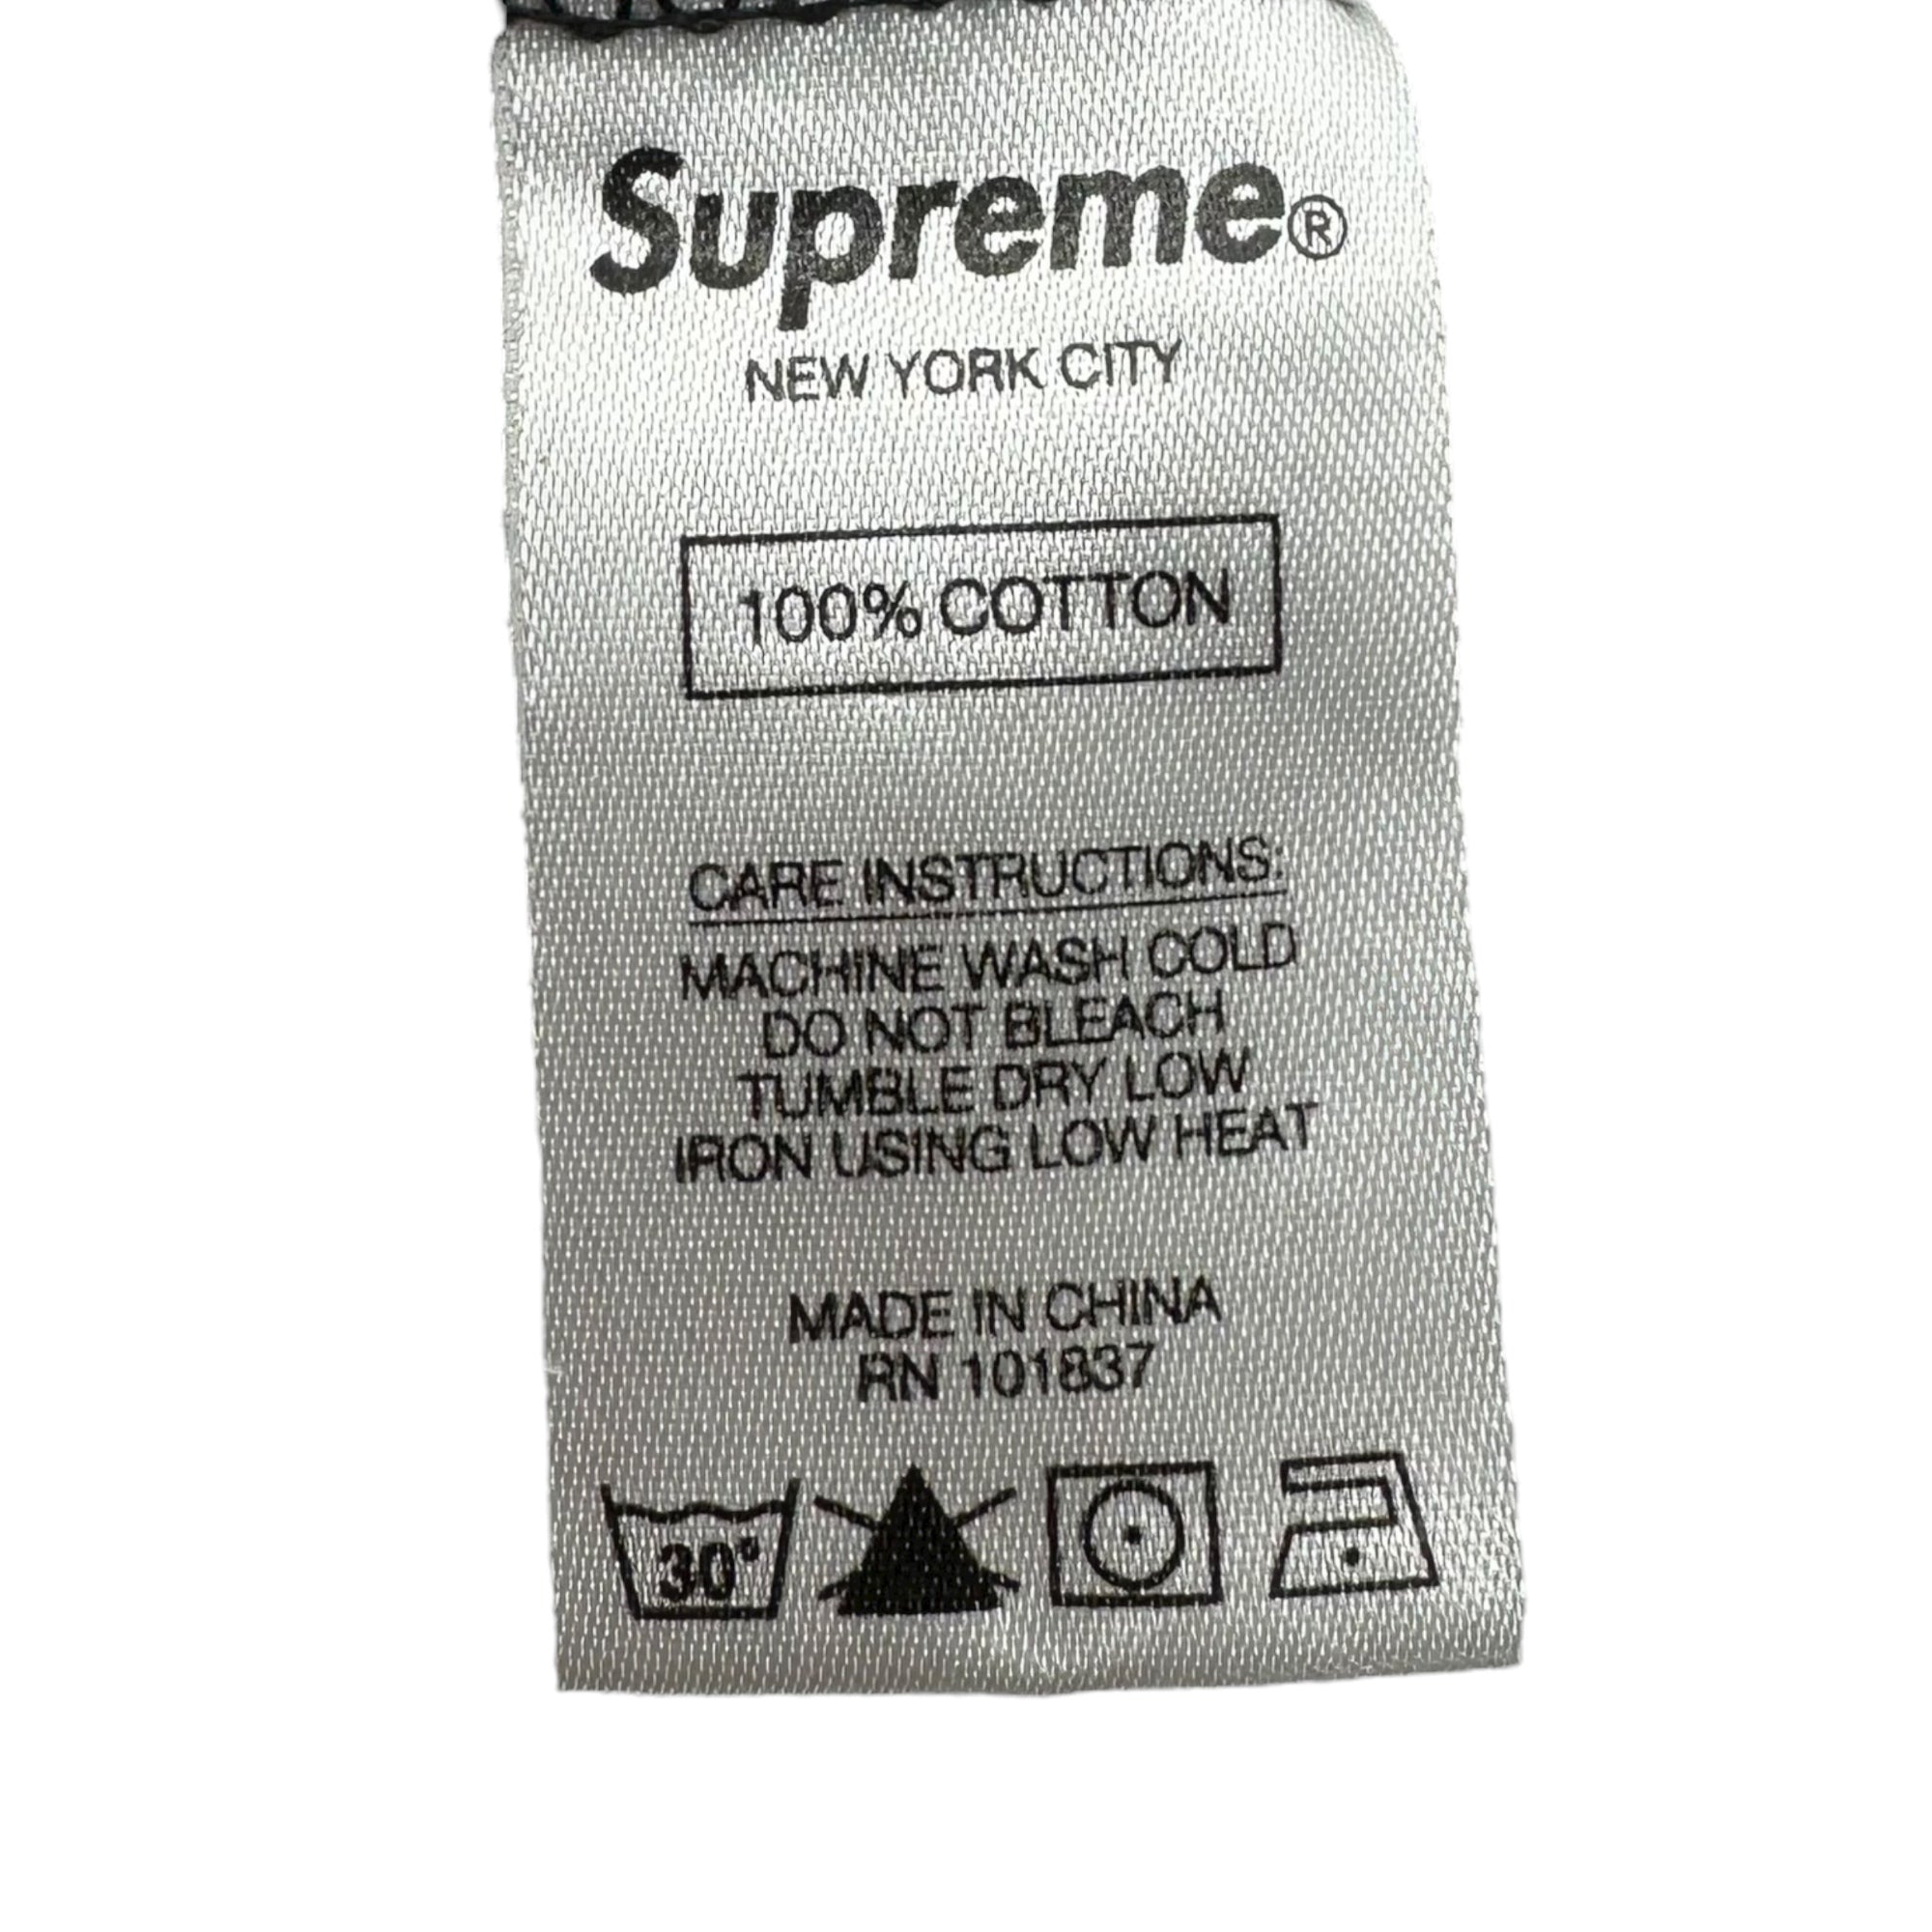 Supreme®
NEW YORK CITY
100% COTTON
CARE INSTRUCTIONS:
MACHINE WASH COLD
DO NOT BLEACH
TUMBLE DRY LOW
IRON USING LOW HEAT
MADE IN CHINA
RN 101837
30°